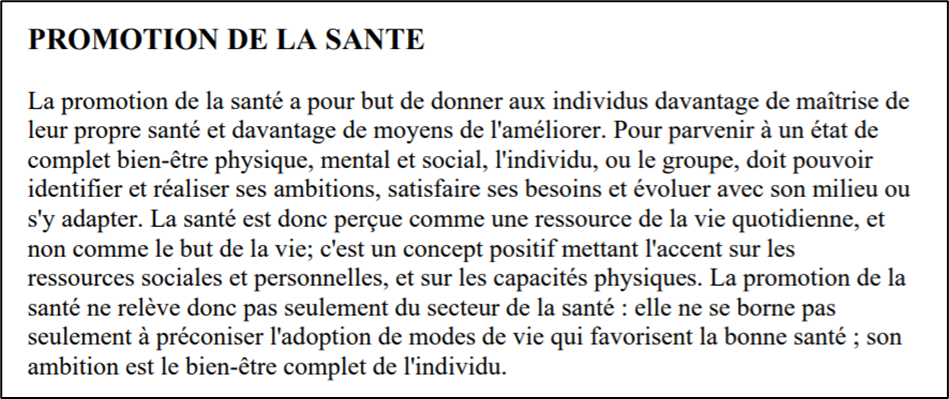 PROMOTION DE LA SANTE
La promotion de la santé a pour but de donner aux individus davantage de maîtrise de
leur propre santé et davantage de moyens de l'améliorer. Pour parvenir à un état de
complet bien-être physique, mental et social, l'individu, ou le groupe, doit pouvoir
identifier et réaliser ses ambitions, satisfaire ses besoins et évoluer avec son milieu ou
s'y adapter. La santé est donc perçue comme une ressource de la vie quotidienne, et
non comme le but de la vie; c'est un concept positif mettant l'accent sur les
ressources sociales et personnelles, et sur les capacités physiques. La promotion de la
santé ne relève donc pas seulement du secteur de la santé : elle ne se borne pas
seulement à préconiser l'adoption de modes de vie qui favorisent la bonne santé ; son
ambition est le bien-être complet de l'individu.